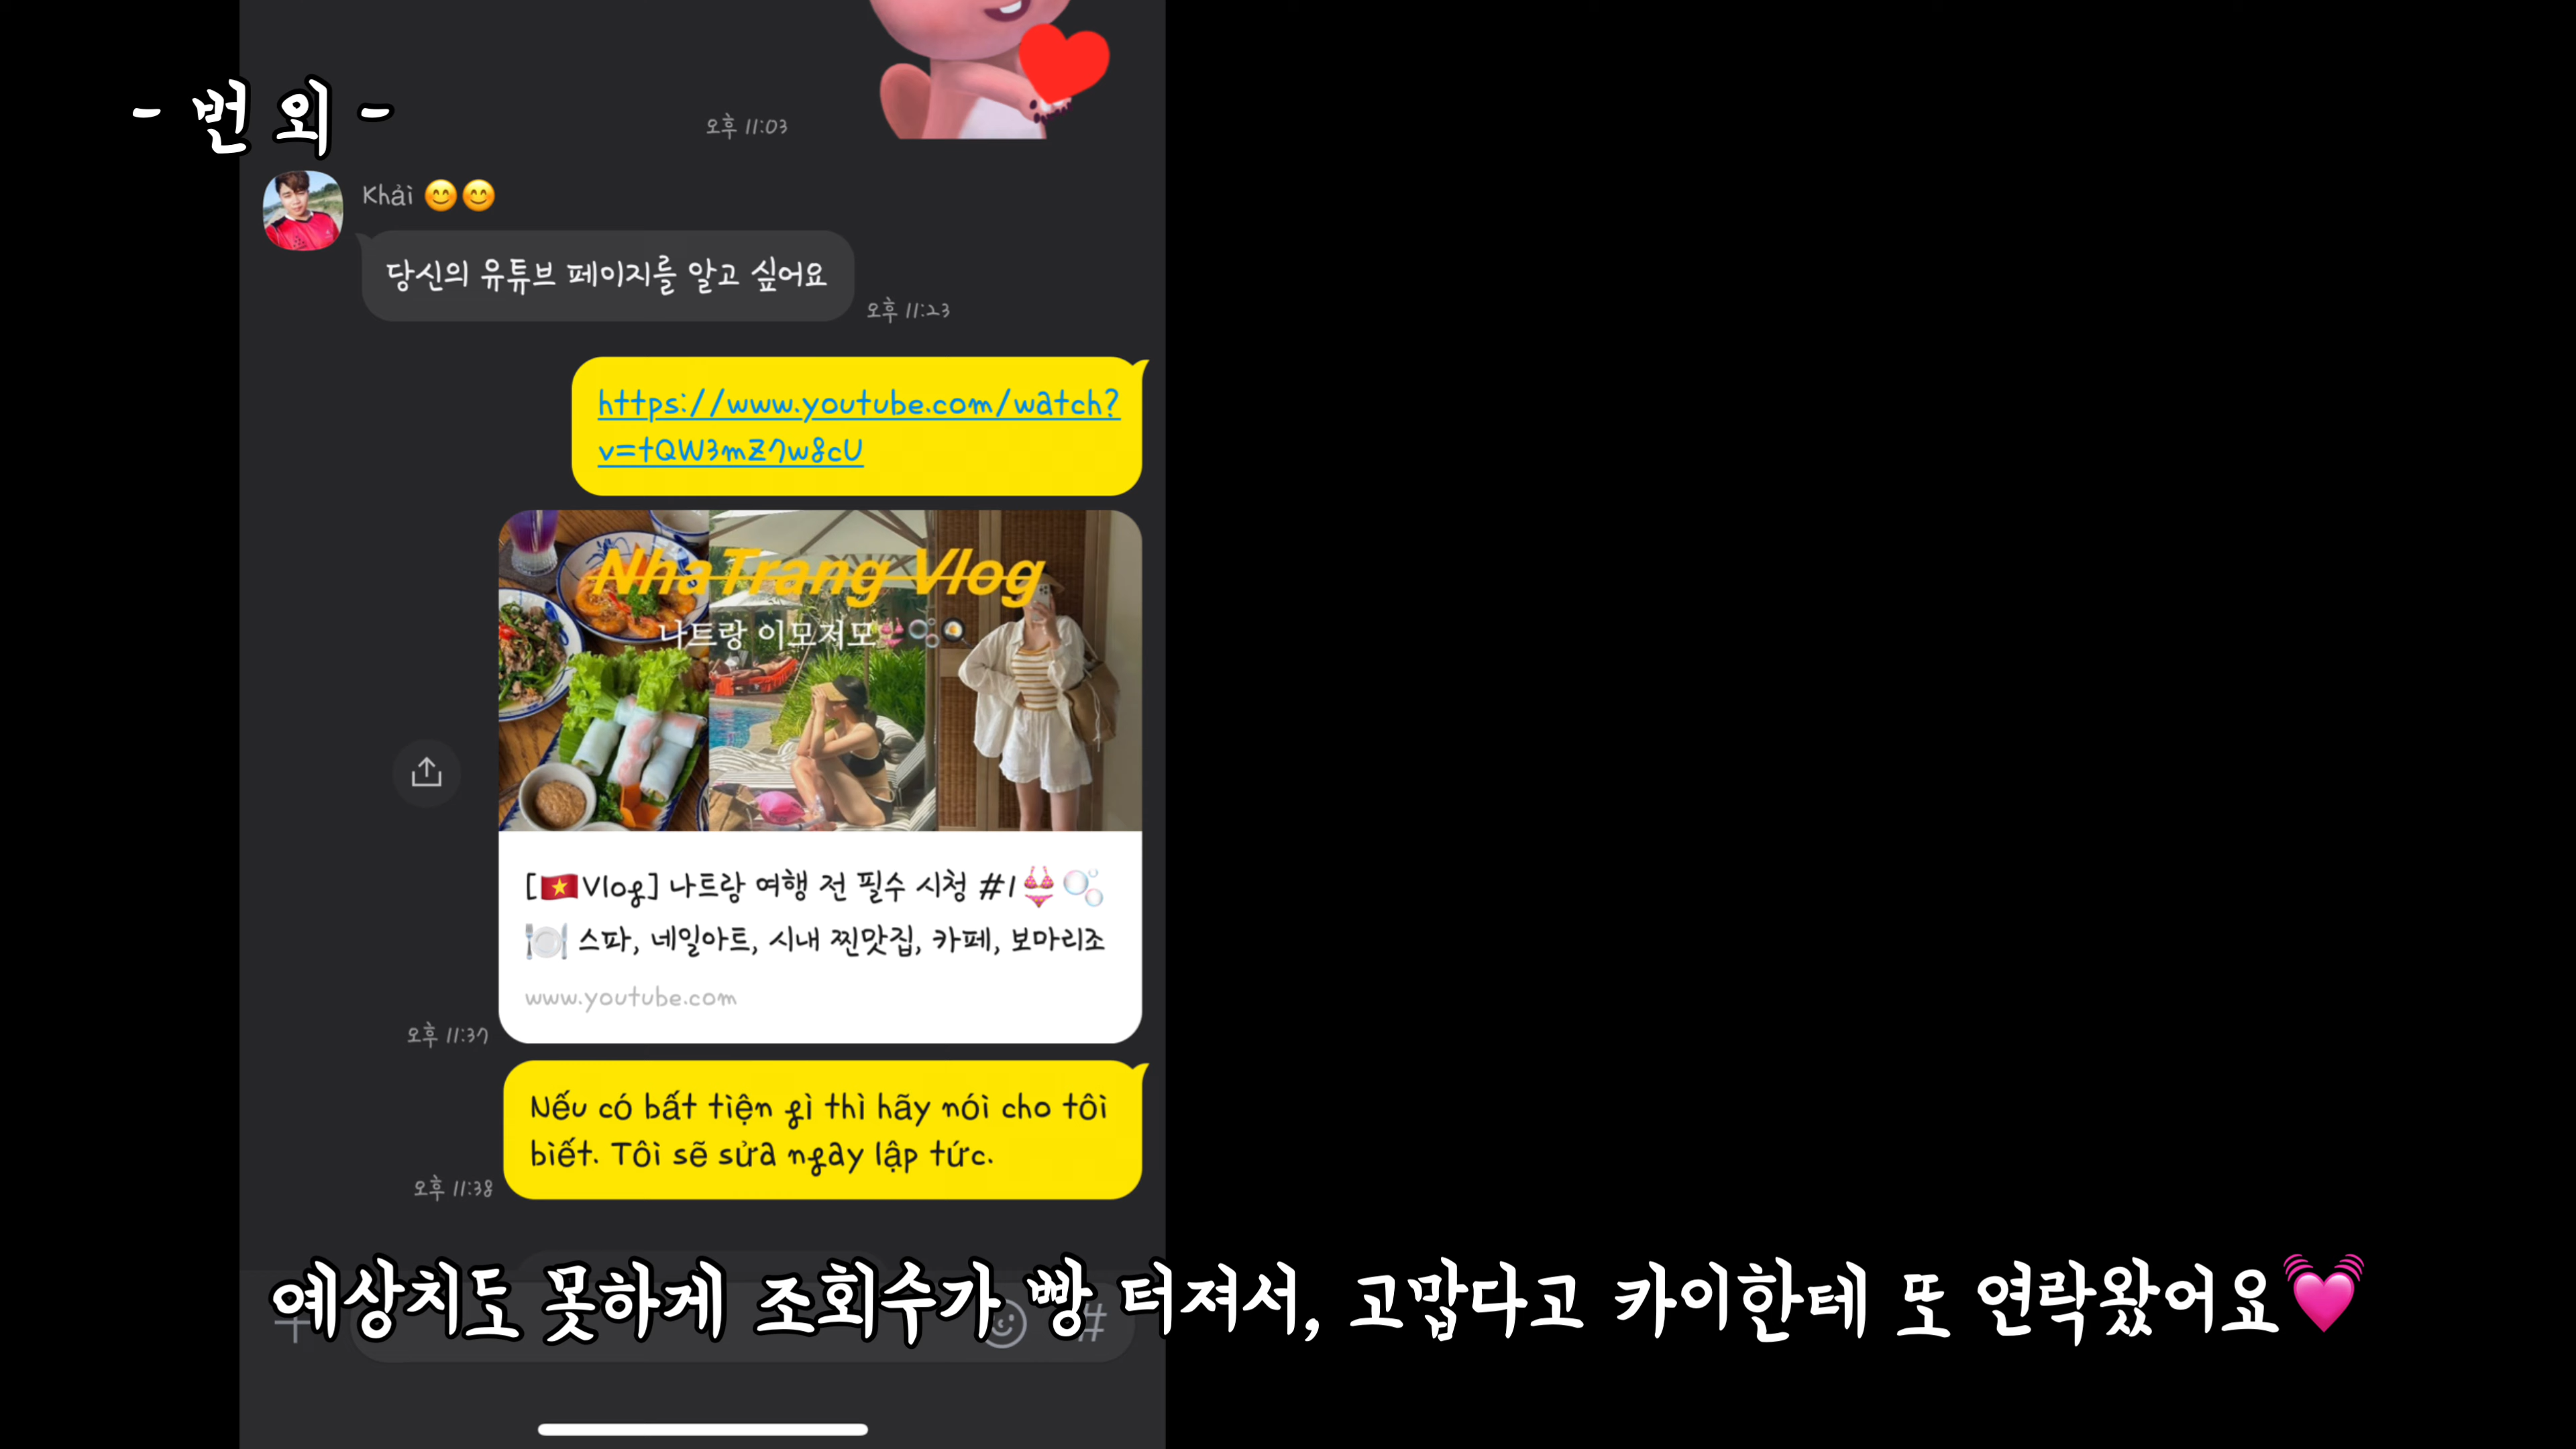 - 번 외 -
오후 11:03
Khải 😊😊
당신의 유튜브 페이지를 알고 싶어요
오후 11:23
https://www.youtube.com/watch?
v=tQW3mZ7w8cU
NhaTrang Vlog
나트랑 이모저모👙🫧🍳
[🇻🇳Vlog] 나트랑 여행 전 필수 시청 #1👙🫧
🍽️ 스파, 네일아트, 시내 찐맛집, 카페, 보마리조
www.youtube.com
오후 11:37
Nếu có bất tiện gì thì hãy nói cho tôi
biết. Tôi sẽ sửa ngay lập tức.
오후 11:38
예상치도 못하게 조회수가 빵 터져서, 고맙다고 카이한테 또 연락왔어요💓
#